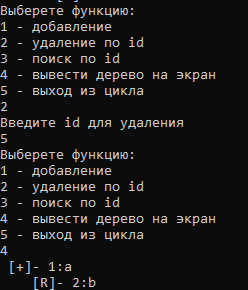 Выберете функцию:
1 - добавление
2 - удаление по id
3 - поиск по id
4 - вывести дерево на экран
5 - выход из цикла
2
Введите id для удаления
5
Выберете функцию:
1 - добавление
2 - удаление по id
3 - поиск по id
4 - вывести дерево на экран
5 - выход из цикла
4
[+]- 1:a
[R]- 2:b